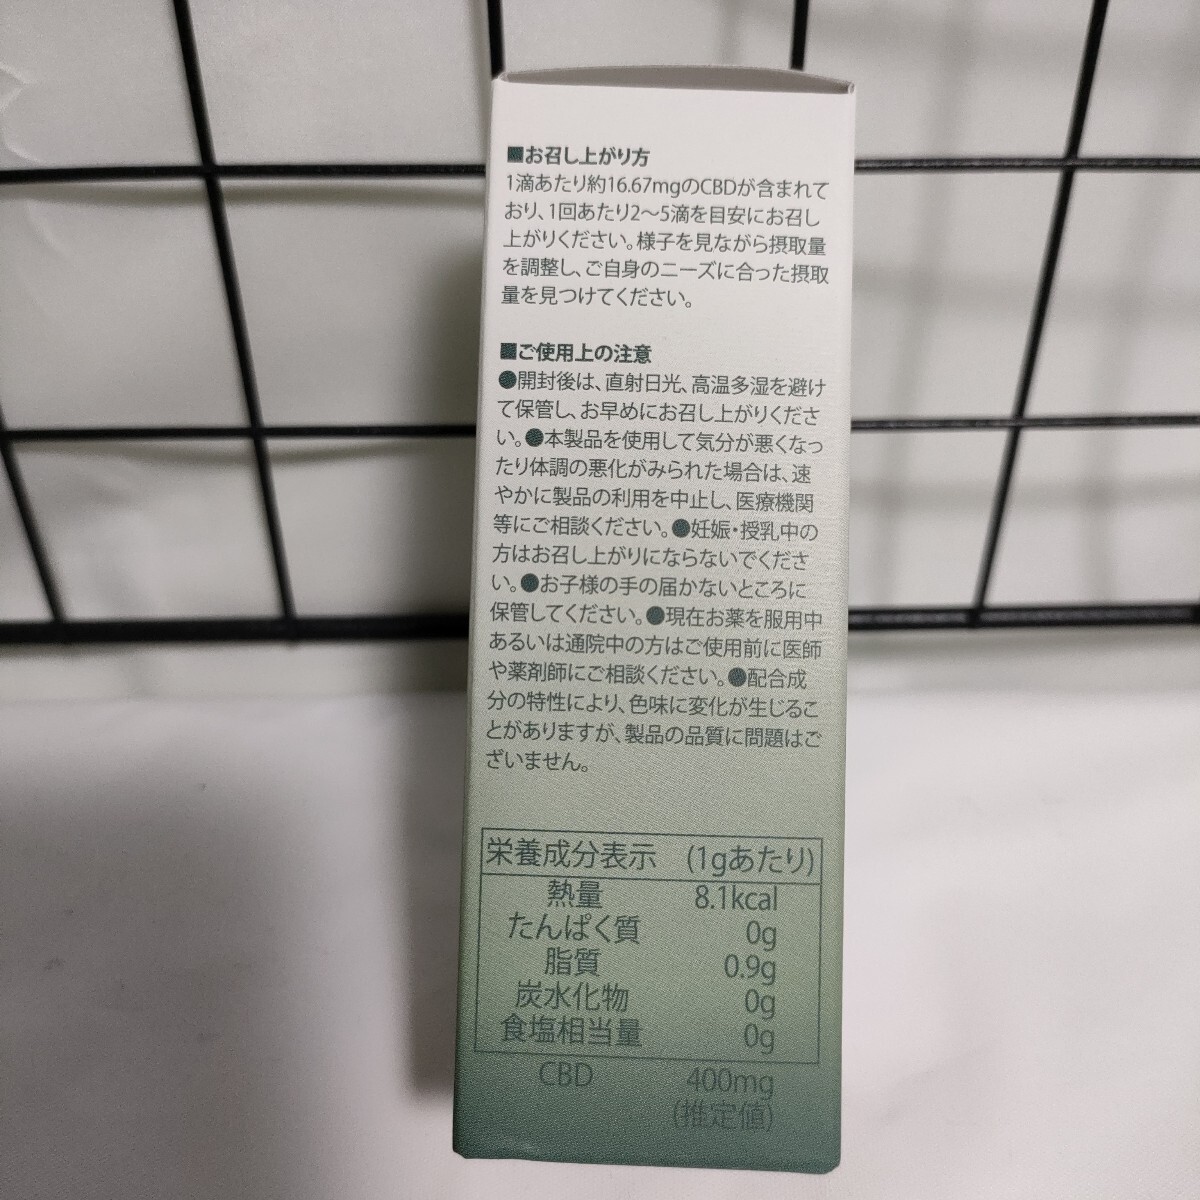 ■お召し上がり方
1滴あたり約16.67mgのCBDが含まれて
おり、1回あたり2〜5滴を目安にお召し
上がりください。様子を見ながら摂取量
を調整し、ご自身のニーズに合った摂取
量を見つけてください。
■ご使用上の注意
●開封後は、直射日光、高温多湿を避け
て保管し、お早めにお召し上がりくださ
い。●本製品を使用して気分が悪くなっ
たり体調の悪化がみられた場合は、速
やかに製品の利用を中止し、医療機関
等にご相談ください。●妊娠・授乳中の
方はお召し上がりにならないでくださ
い。●お子様の手の届かないところに
保管してください。●現在お薬を服用中
あるいは通院中の方はご使用前に医師
や薬剤師にご相談ください。●配合成
分の特性により、色味に変化が生じるこ
とがありますが、製品の品質に問題はご
ざいません。
栄養成分表示 (1gあたり)
熱量 8.1kcal
たんぱく質 0g
脂質 0.9g
炭水化物 0g
食塩相当量 0g
CBD 400mg
(推定値)